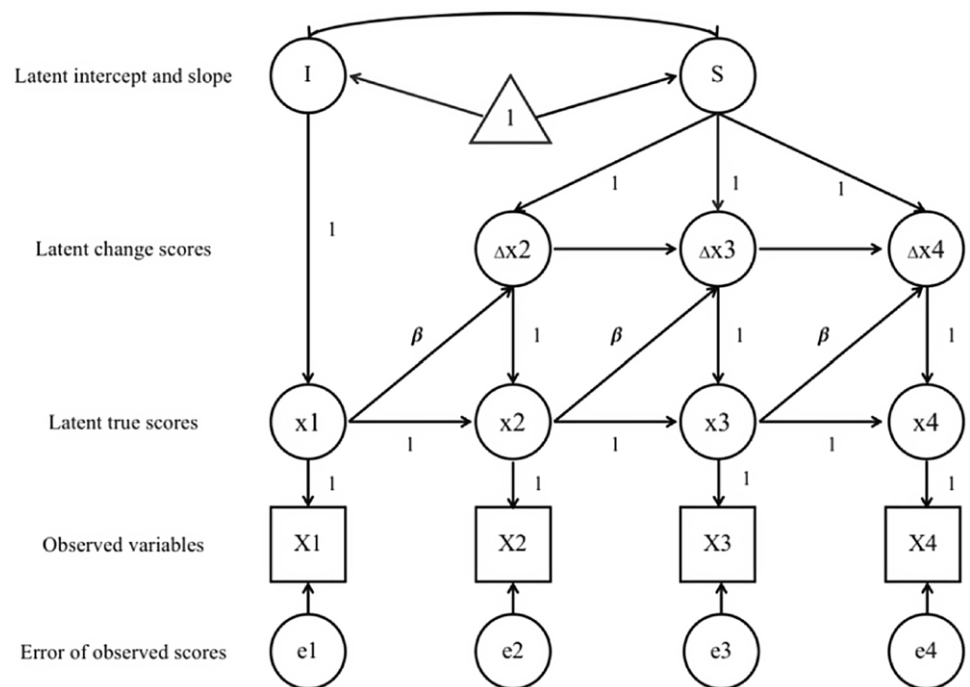 Latent intercept and slope I 1 S
1 1 1
1
Latent change scores Δx2 Δx3 Δx4
β 1 β 1 β 1
Latent true scores x1 x2 x3 x4
1 1 1
1 1 1 1
Observed variables X1 X2 X3 X4
Error of observed scores e1 e2 e3 e4